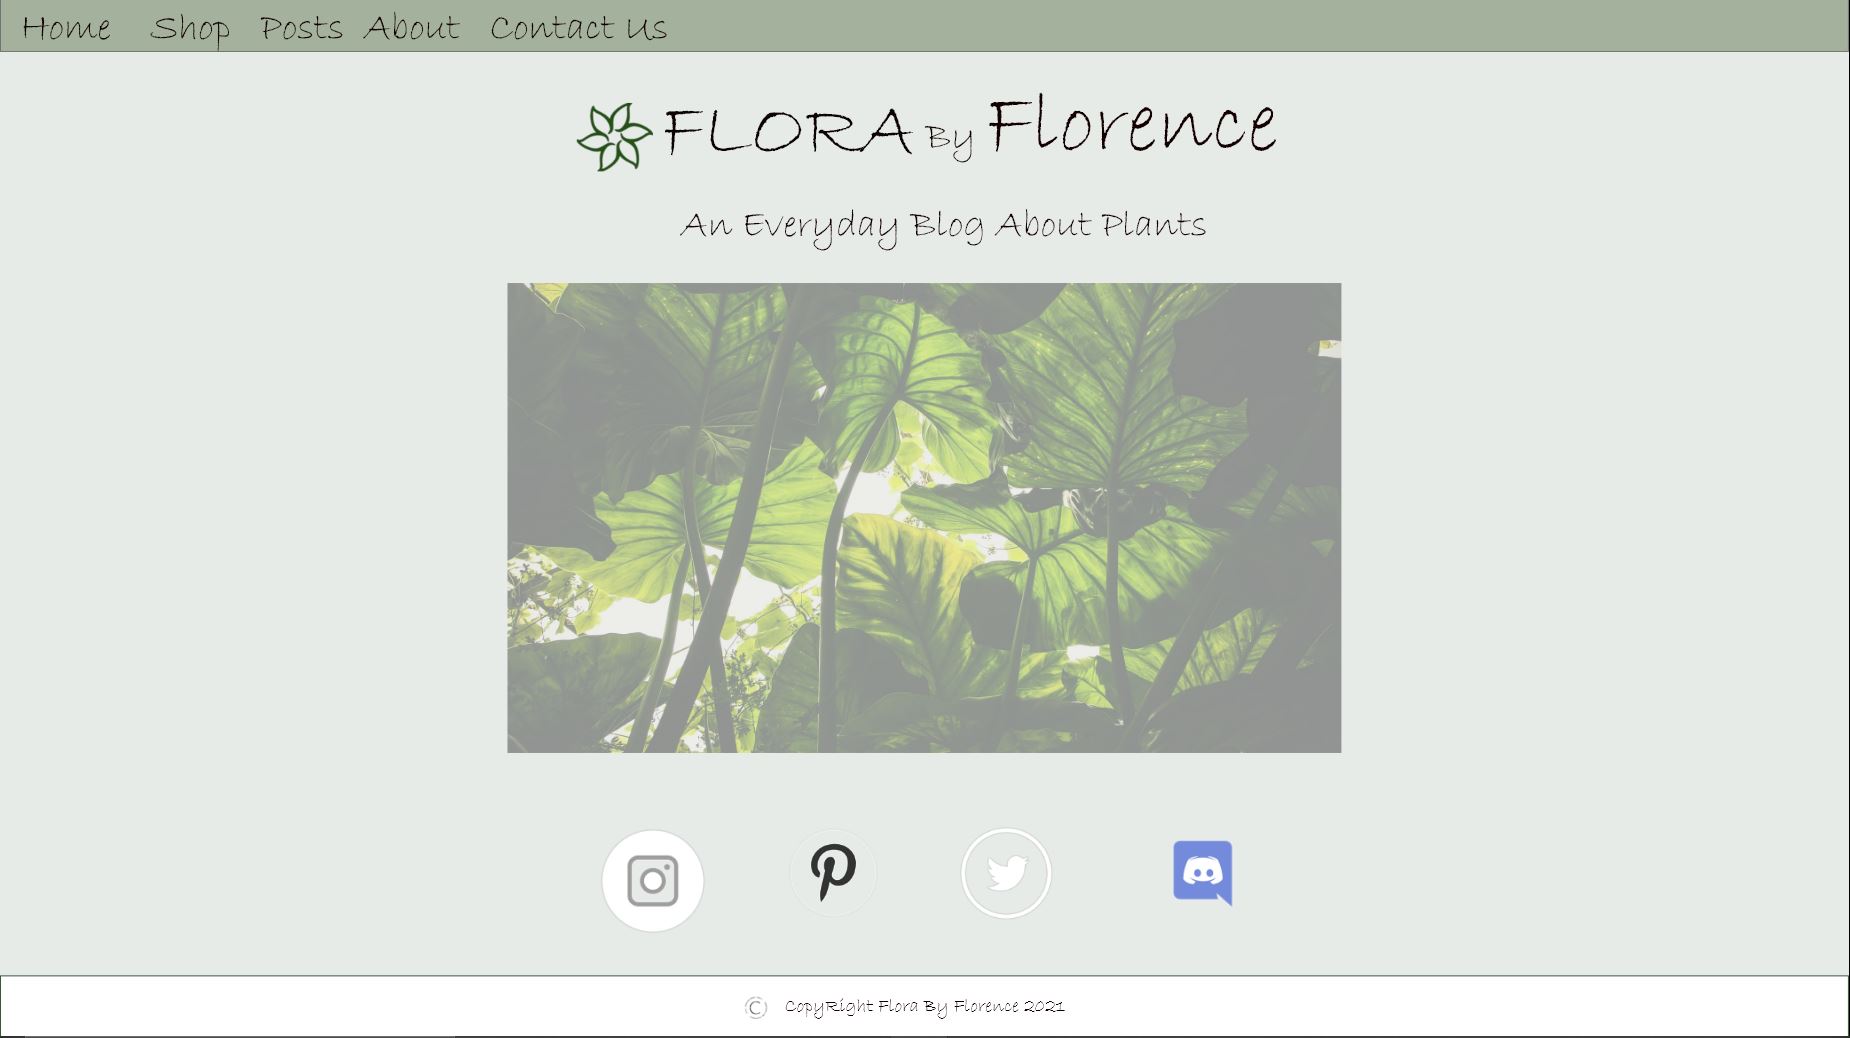 Home Shop Posts About Contact Us
FLORA By Florence
An Everyday Blog About Plants
© CopyRight Flora By Florence 2021